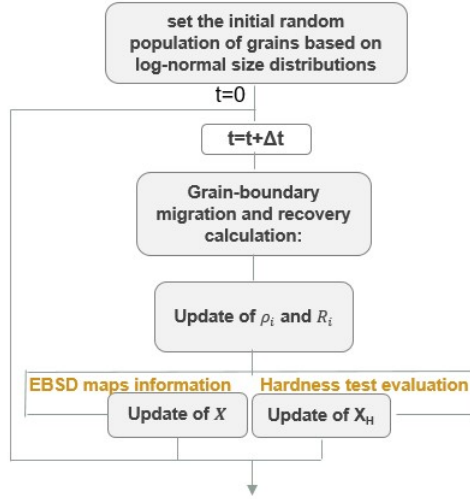 set the initial random
population of grains based on
log-normal size distributions
t=0
t=t+Δt
Grain-boundary
migration and recovery
calculation:
Update of ρᵢ and Rᵢ
EBSD maps information
Hardness test evaluation
Update of X
Update of X_H